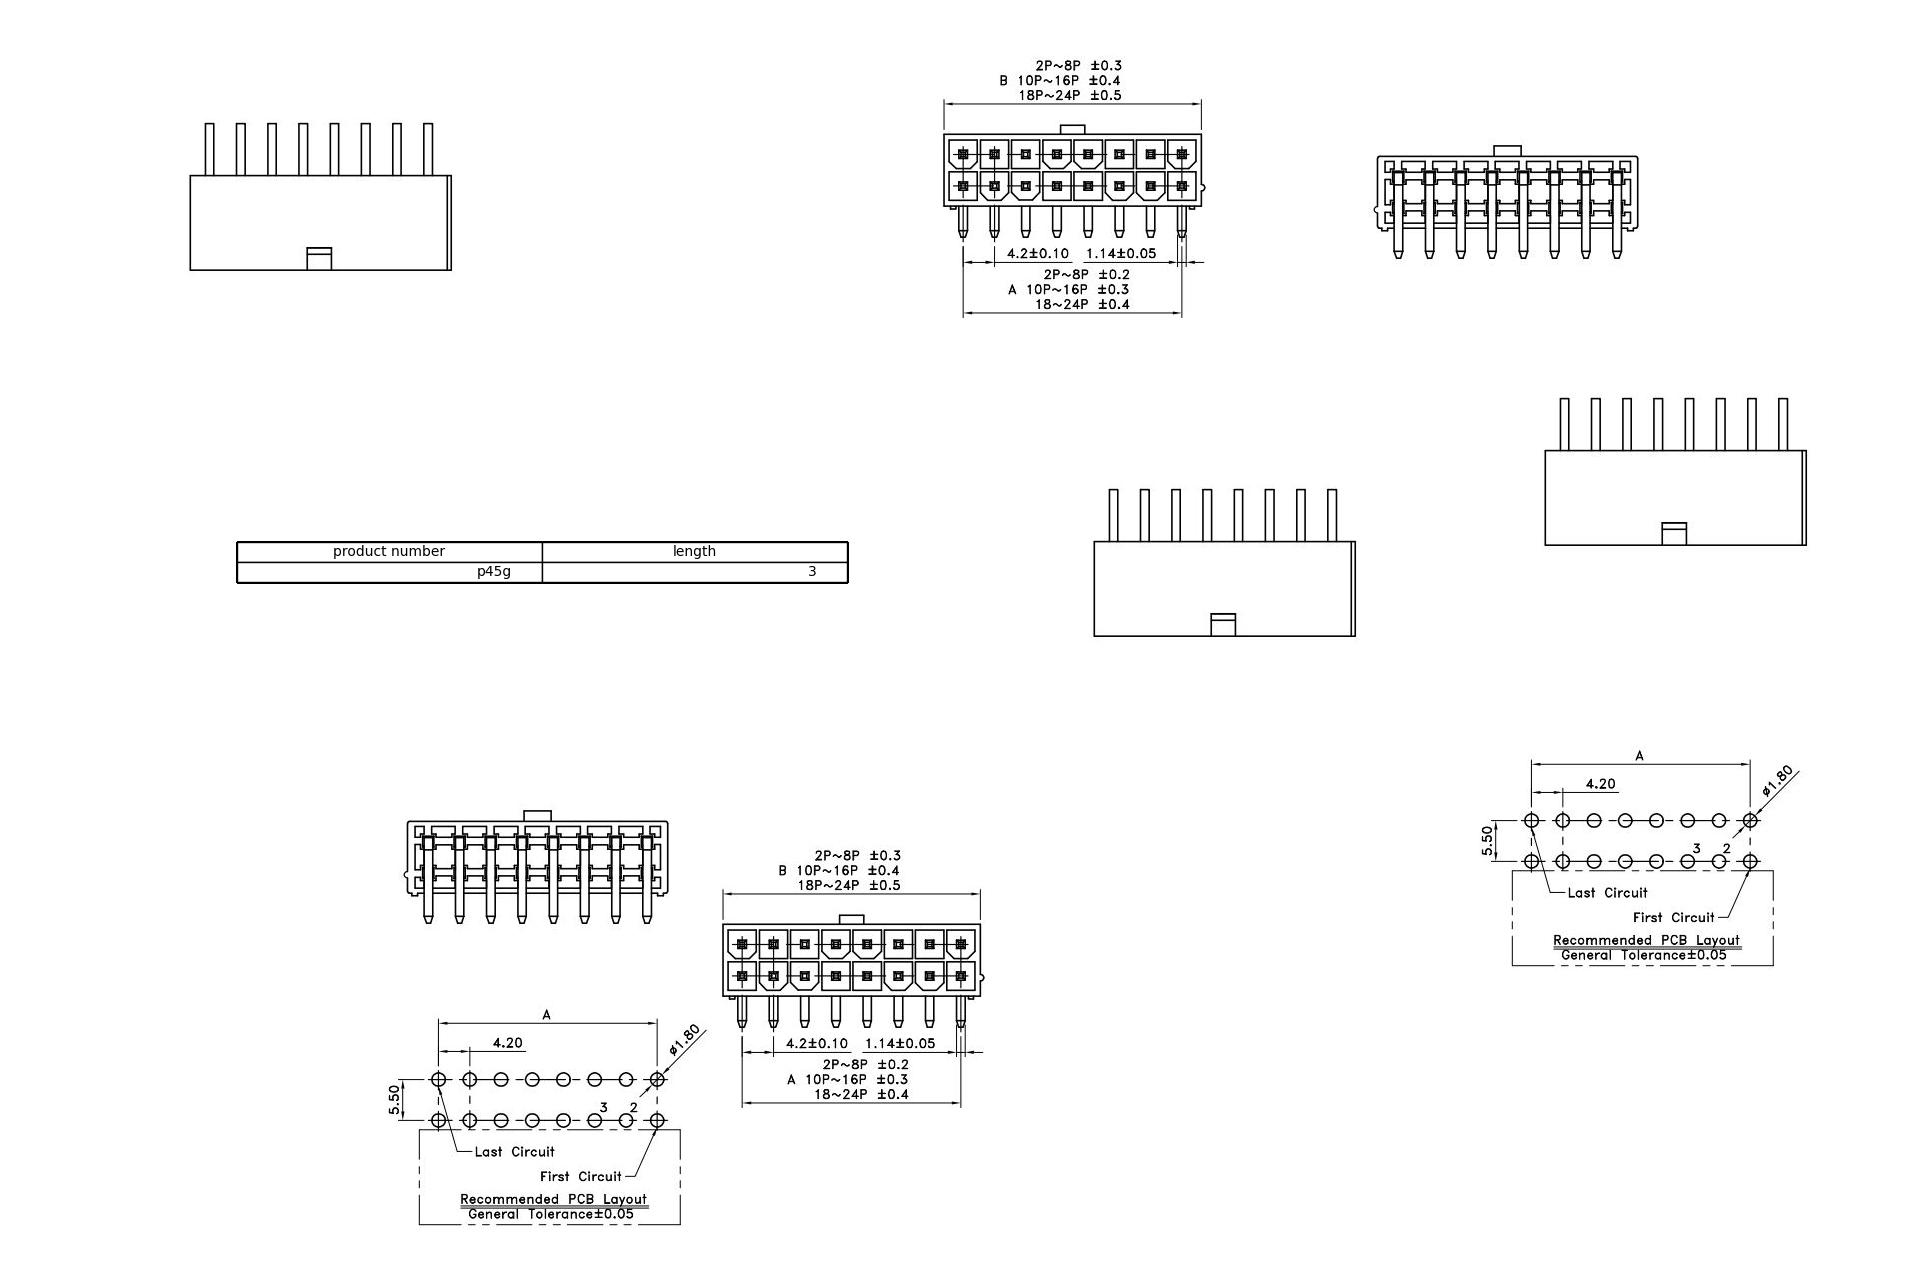 2P~8P ±0.3
B 10P~16P ±0.4
18P~24P ±0.5
4.2±0.10 1.14±0.05
2P~8P ±0.2
A 10P~16P ±0.3
18~24P ±0.4
product number length
p45g 3
A
4.20
ø1.80
5.50
3 2
Last Circuit
First Circuit
Recommended PCB Layout
General Tolerance±0.05
2P~8P ±0.3
B 10P~16P ±0.4
18P~24P ±0.5
4.2±0.10 1.14±0.05
2P~8P ±0.2
A 10P~16P ±0.3
18~24P ±0.4
A
4.20
ø1.80
5.50
3 2
Last Circuit
First Circuit
Recommended PCB Layout
General Tolerance±0.05